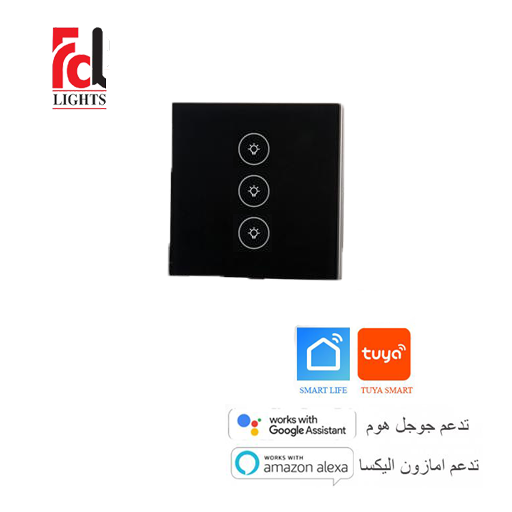 rdl
LIGHTS
tuya
SMART LIFE
TUYA SMART
works with
Google Assistant
تدعم جوجل هوم
WORKS WITH
amazon alexa
تدعم امازون اليكسا